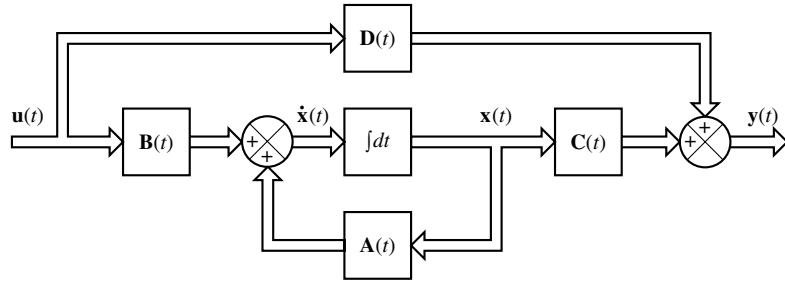 D(t)
u(t)
B(t)
+
+
ẋ(t)
∫dt
x(t)
C(t)
+
+
y(t)
A(t)